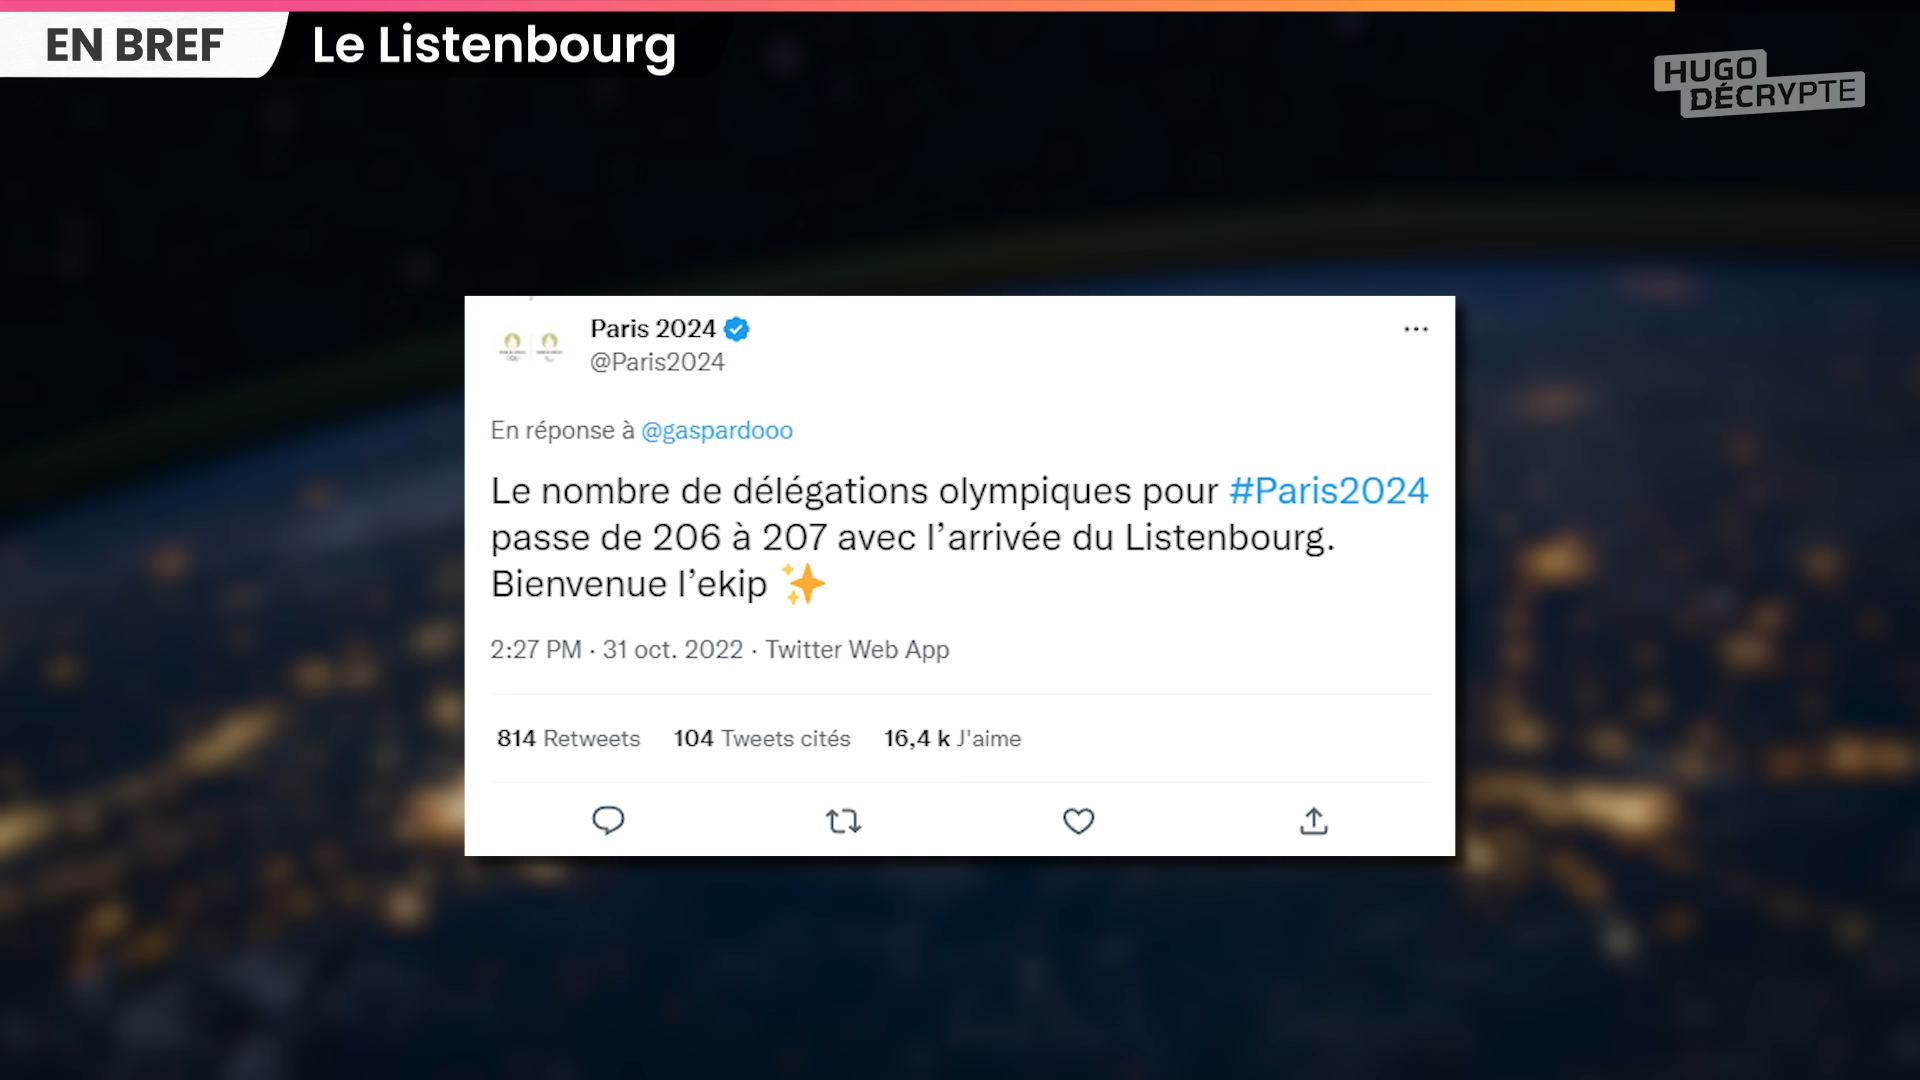 EN BREF
Le Listenbourg
HUGO
DÉCRYPTE
Paris 2024
@Paris2024
En réponse à @gaspardooo
Le nombre de délégations olympiques pour #Paris2024
passe de 206 à 207 avec l’arrivée du Listenbourg.
Bienvenue l’ekip ✨
2:27 PM · 31 oct. 2022 · Twitter Web App
814 Retweets 104 Tweets cités 16,4 k J'aime